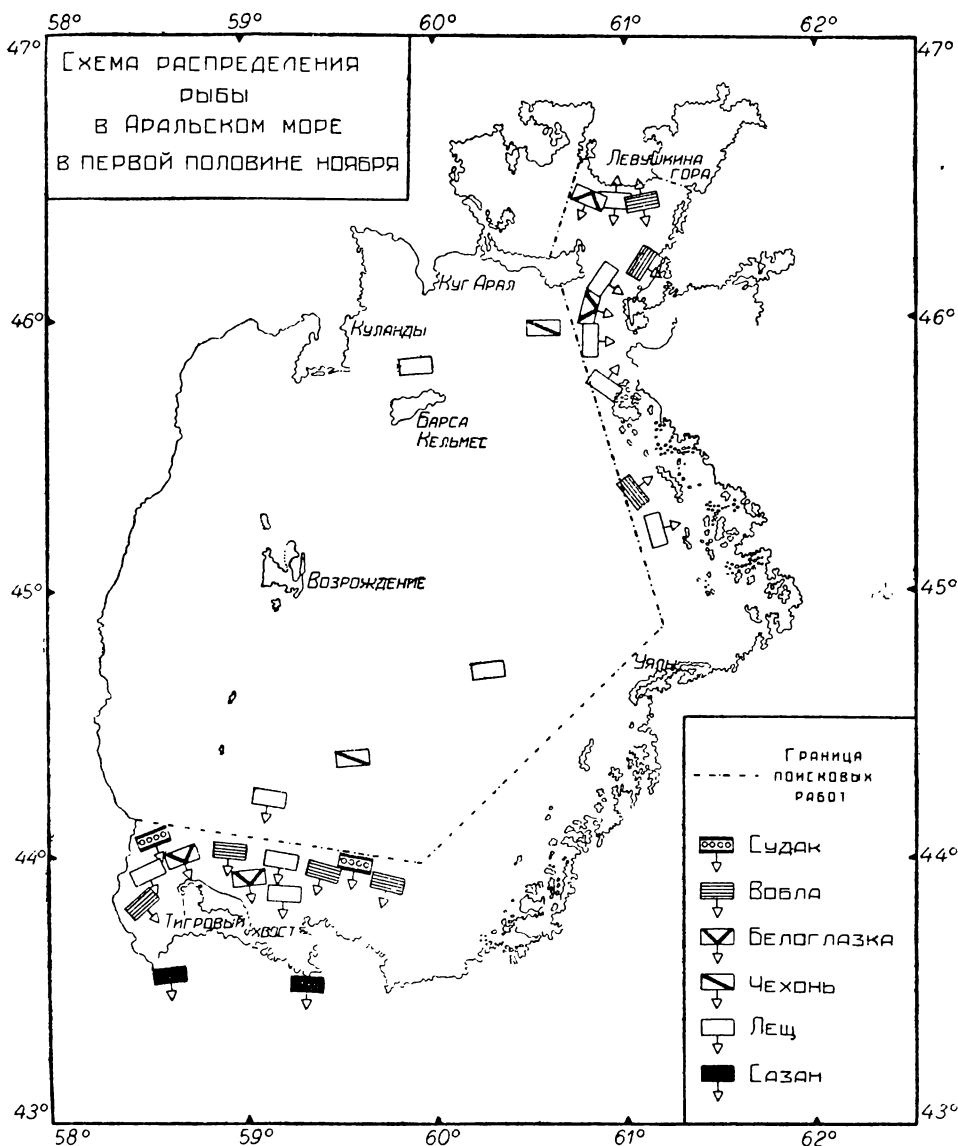 58° 59° 60° 61° 62°
47° 47°
Схема распределения
рыбы
в Аральском море
в первой половине ноября
Левушкина
гора
Куг Арал
46° 46°
Куланды
Барса
Кельмес
45° 45°
Возрождение
Уялы
Граница
поисковых
работ
44° 44°
Судак
Вобла
Тигровый хвост
Белоглазка
Чехонь
Лещ
Сазан
43° 43°
58° 59° 60° 61° 62°